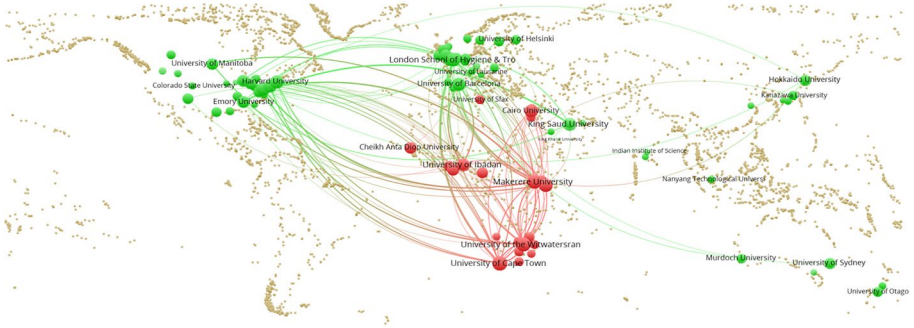 University of Helsinki
London School of Hygiene & Tro
University of Manitoba
University of Lausanne
Harvard University
Hokkaido University
Colorado State University
University of Barcelona
Kanazawa University
Emory University
University of Sfax
Cairo University
King Saud University
Cheikh Anta Diop University
Indian Institute of Science
University of Ibadan
Makerere University
Nanyang Technological Universi
University of the Witwatersran
Murdoch University
University of Cape Town
University of Sydney
University of Otago